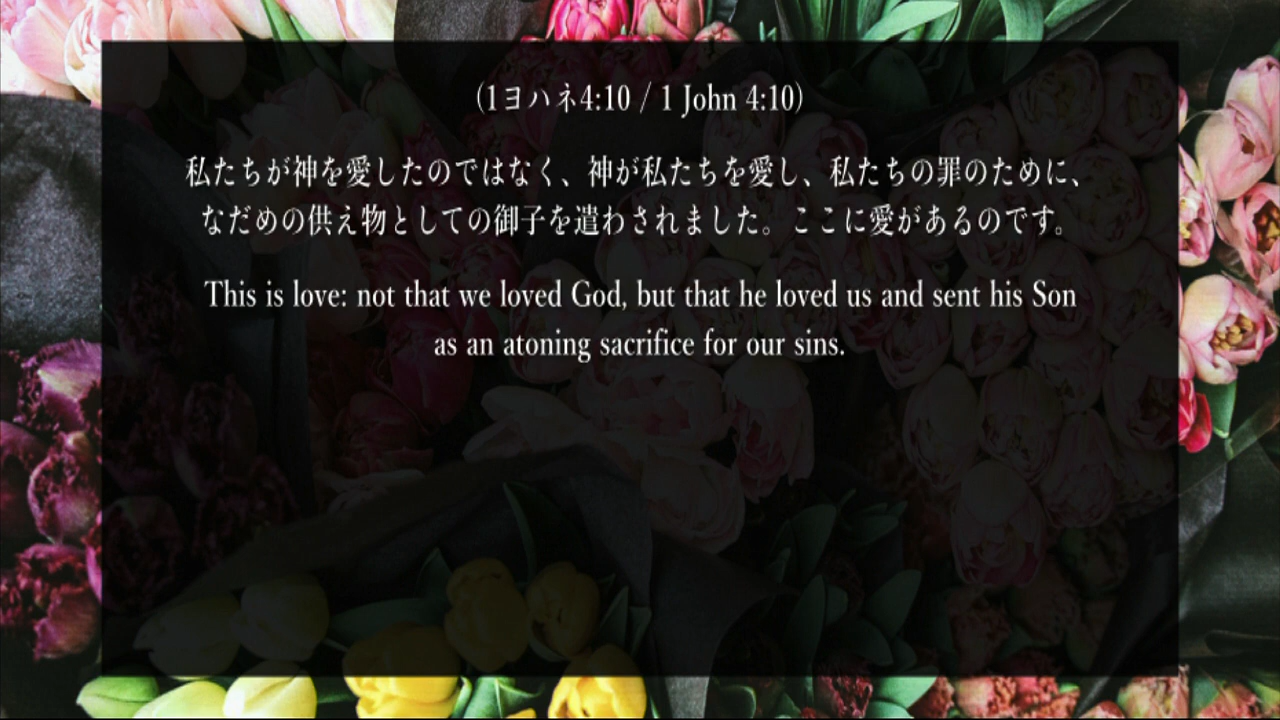 (1ヨハネ4:10 / 1 John 4:10)
私たちが神を愛したのではなく、神が私たちを愛し、私たちの罪のために、
なだめの供え物としての御子を遣わされました。ここに愛があるのです。
This is love: not that we loved God, but that he loved us and sent his Son
as an atoning sacrifice for our sins.